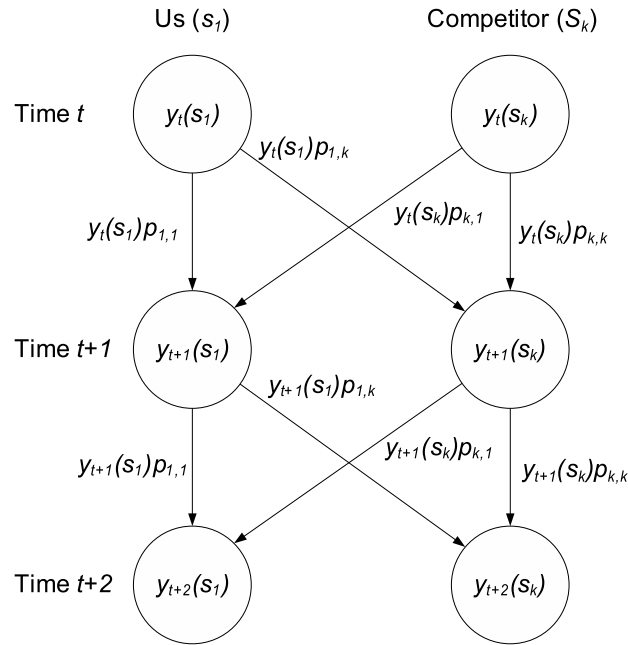 Us (s₁) Competitor (Sₖ)
Time t yₜ(s₁) yₜ(sₖ)
yₜ(s₁)p₁,ₖ
yₜ(s₁)p₁,₁ yₜ(sₖ)pₖ,₁ yₜ(sₖ)pₖ,ₖ
Time t+1 yₜ₊₁(s₁) yₜ₊₁(sₖ)
yₜ₊₁(s₁)p₁,ₖ
yₜ₊₁(s₁)p₁,₁ yₜ₊₁(sₖ)pₖ,₁ yₜ₊₁(sₖ)pₖ,ₖ
Time t+2 yₜ₊₂(s₁) yₜ₊₂(sₖ)